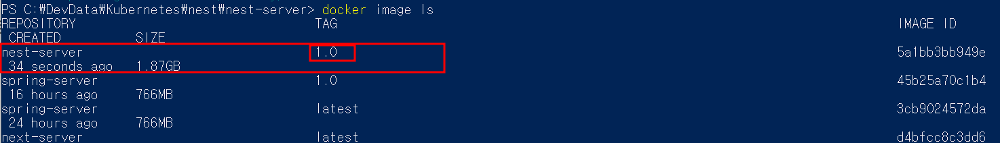 PS C:₩DevData₩Kubernetes₩nest₩nest-server> docker image ls
REPOSITORY TAG IMAGE ID
CREATED SIZE
nest-server 1.0 5a1bb3bb949e
34 seconds ago 1.87GB
spring-server 1.0 45b25a70c1b4
16 hours ago 766MB
spring-server latest 3cb9024572da
24 hours ago 766MB
next-server latest d4bfcc8c3dd6